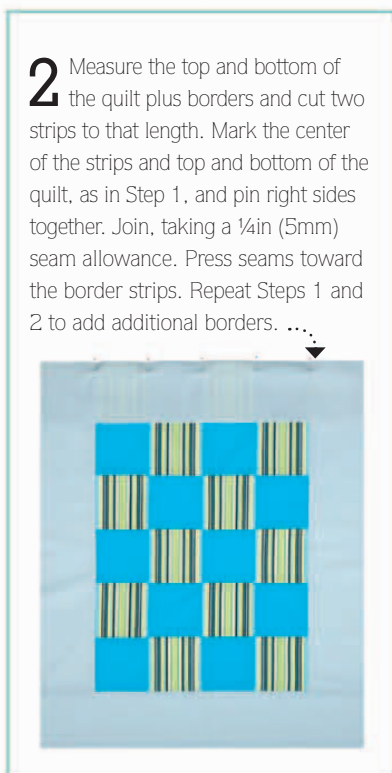 2 Measure the top and bottom of
the quilt plus borders and cut two
strips to that length. Mark the center
of the strips and top and bottom of the
quilt, as in Step 1, and pin right sides
together. Join, taking a ¼in (5mm)
seam allowance. Press seams toward
the border strips. Repeat Steps 1 and
2 to add additional borders.